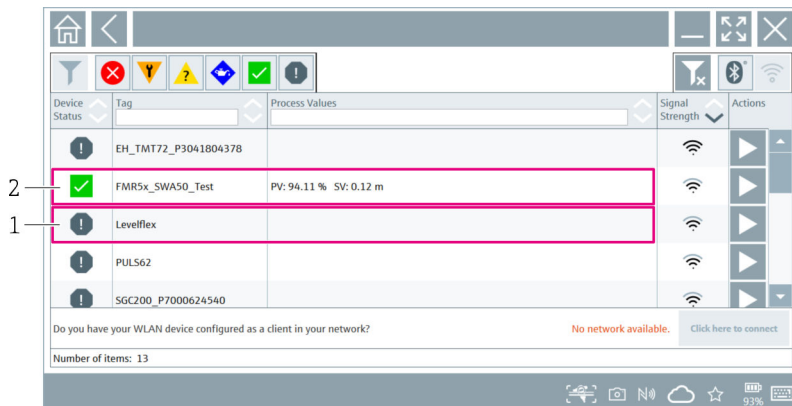 Device Status
Tag
Process Values
Signal Strength
Actions
EH_TMT72_P3041804378
2
FMR5x_SWA50_Test
PV: 94.11 % SV: 0.12 m
1
Levelflex
PULS62
SGC200_P7000624540
Do you have your WLAN device configured as a client in your network?
No network available.
Click here to connect
Number of items: 13
93%